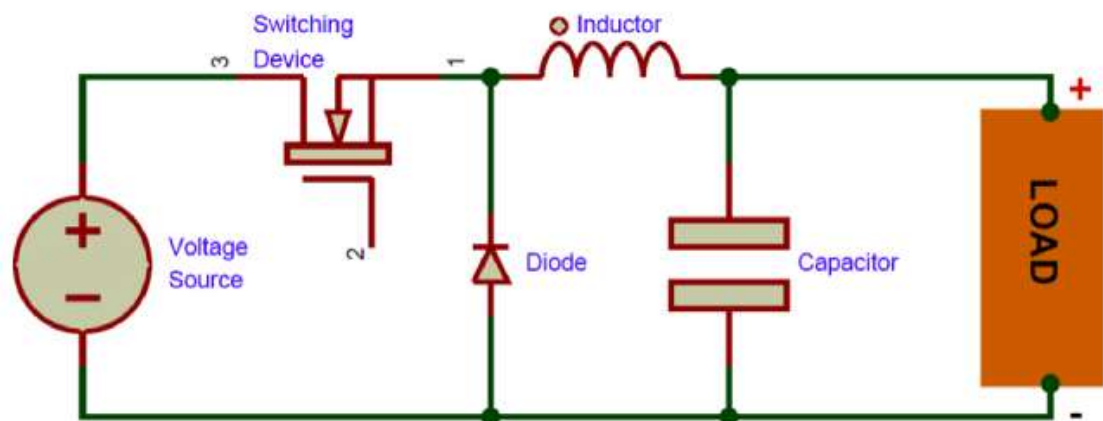 Switching
Device
Inductor
3
1
+
2
Voltage
Source
+
−
Diode
Capacitor
LOAD
-